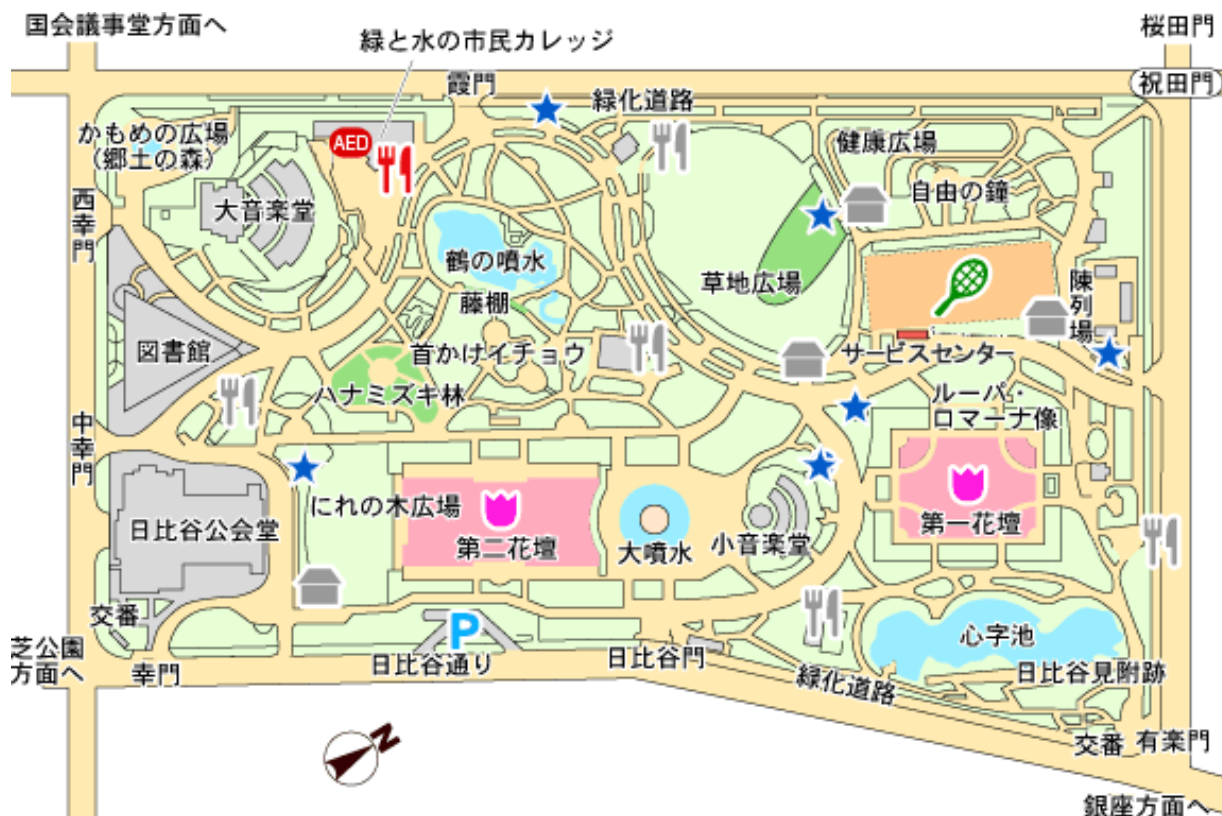 国会議事堂方面へ
桜田門
緑と水の市民カレッジ
霞門
祝田門
緑化道路
かもめの広場
(郷土の森)
AED
健康広場
西幸門
大音楽堂
自由の鐘
鶴の噴水
草地広場
陳列場
藤棚
図書館
首かけイチョウ
サービスセンター
ハナミズキ林
ルーパ・
ロマーナ像
中幸門
にれの木広場
日比谷公会堂
第二花壇
大噴水
小音楽堂
第一花壇
交番
P
心字池
芝公園
方面へ
幸門
日比谷通り
日比谷門
緑化道路
日比谷見附跡
N
交番
有楽門
銀座方面へ